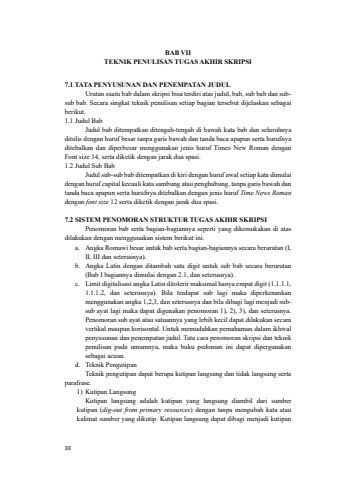 BAB VII
TEKNIK PENULISAN TUGAS AKHIR SKRIPSI
7.1 TATA PENYUSUNAN DAN PENEMPATAN JUDUL
Urutan suatu bab dalam skripsi bisa terdiri atas judul, bab, sub bab dan sub-
sub bab. Secara singkat teknik penulisan setiap bagian tersebut dijelaskan sebagai
berikut.
1.1 Judul Bab
Judul bab ditempatkan ditengah-tengah di bawah kata bab dan seluruhnya
ditulis dengan huruf besar tanpa garis bawah dan tanda baca apapun serta hurufnya
ditebalkan dan diperbesar menggunakan jenis huruf Times New Roman dengan
Font size 14, serta diketik dengan jarak dua spasi.
1.2 Judul Sub Bab
Judul sub-sub bab ditempatkan di kiri dengan huruf awal setiap kata dimulai
dengan huruf capital kecuali kata sambung atau penghubung, tanpa garis bawah dan
tanda baca apapun serta hurufnya ditebalkan dengan jenis huruf Time News Roman
dengan font size 12 serta diketik dengan jarak dua spasi.
7.2 SISTEM PENOMORAN STRUKTUR TUGAS AKHIR SKRIPSI
Penomoran bab serta bagian-bagiannya seperti yang dikemukakan di atas
dilakukan dengan menggunakan sistem berikut ini.
a. Angka Romawi besar untuk bab serta bagian-bagiannya secara berurutan (I,
II, III dan seterusnya).
b. Angka Latin dengan ditambah satu digit untuk sub bab secara berurutan
(Bab I bagiannya dimulai dengan 2.1, dan seterusnya).
c. Limit digitalisasi angka Latin ditolerir maksimal hanya empat digit (1.1.1.1,
1.1.1.2, dan seterusnya). Bila terdapat sub lagi maka diperkenankan
menggunakan angka 1,2,3, dan seterusnya dan bila dibagi lagi menjadi sub-
sub ayat lagi maka dapat digunakan penomoran 1), 2), 3), dan seterusnya.
Penomoran sub ayat atau satuannya yang lebih kecil dapat dilakukan secara
vertikal maupun horisontal. Untuk memudahkan pemahaman dalam ikhwal
penyusunan dan penempatan judul. Tata cara penomoran skripsi dan teknik
penulisan pada umumnya, maka buku pedoman ini dapat dipergunakan
sebagai acuan.
d. Teknik Pengutipan
Teknik pengutipan dapat berupa kutipan langsung dan tidak langsung serta
parafrase.
1) Kutipan Langsung
Kutipan langsung adalah kutipan yang langsung diambil dari sumber
kutipan (dig-out from primary resources) dengan tanpa mengubah kata atau
kalimat sumber yang dikutip. Kutipan langsung dapat dibagi menjadi kutipan
33